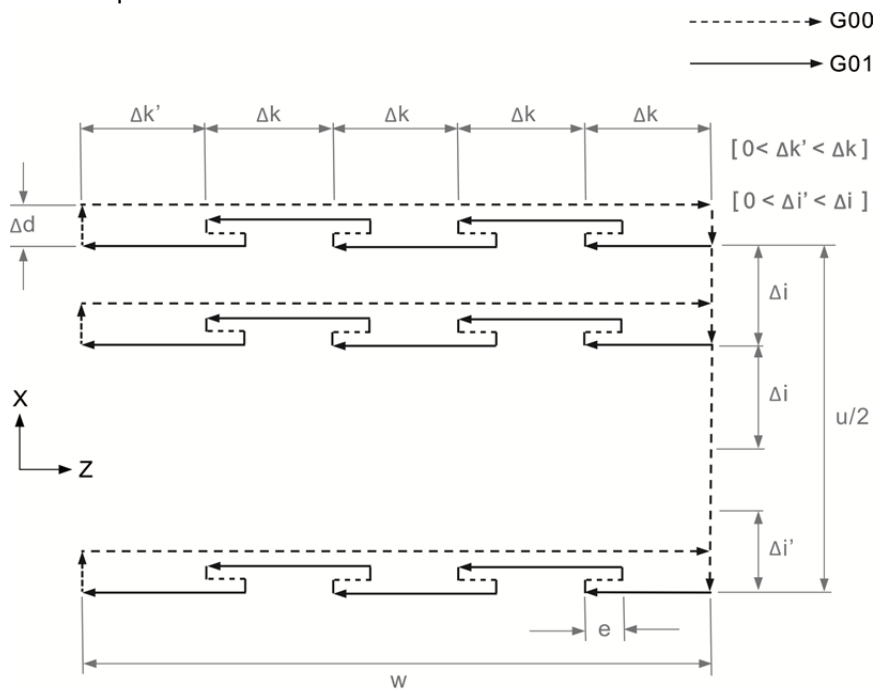 G00
G01
Δk’ Δk Δk Δk Δk
[ 0< Δk’ < Δk]
[ 0 < Δi’ < Δi ]
Δd
Δi
Δi
X
u/2
Z
Δi’
e
w